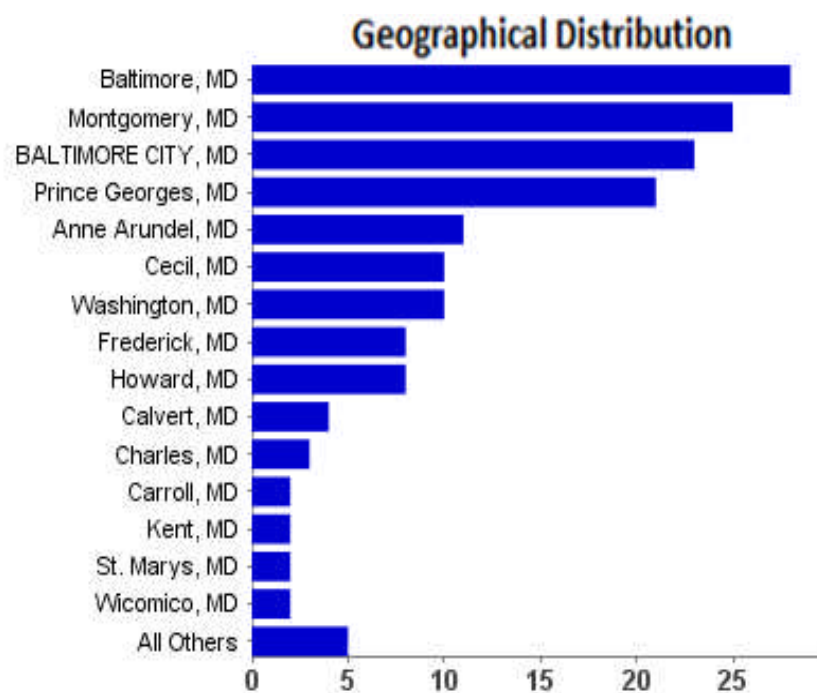 Geographical Distribution
Baltimore, MD
Montgomery, MD
BALTIMORE CITY, MD
Prince Georges, MD
Anne Arundel, MD
Cecil, MD
Washington, MD
Frederick, MD
Howard, MD
Calvert, MD
Charles, MD
Carroll, MD
Kent, MD
St. Marys, MD
Wicomico, MD
All Others
0 5 10 15 20 25